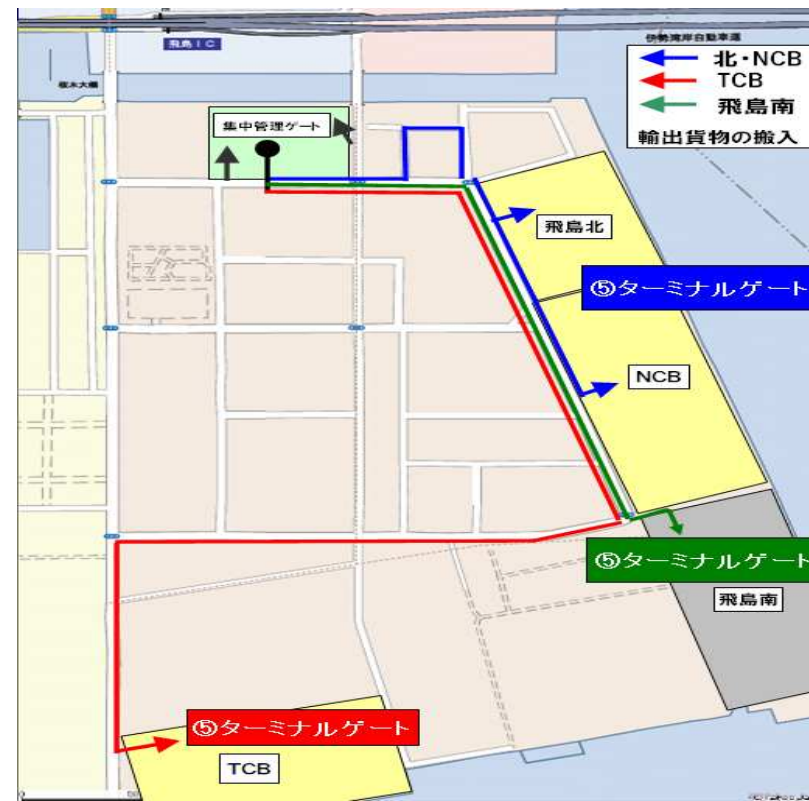 伊勢湾岸自動車道
飛島IC
北・NCB
TCB
飛島南
輸出貨物の搬入
集中管理ゲート
飛島北
⑤ターミナルゲート
NCB
⑤ターミナルゲート
飛島南
⑤ターミナルゲート
TCB
0